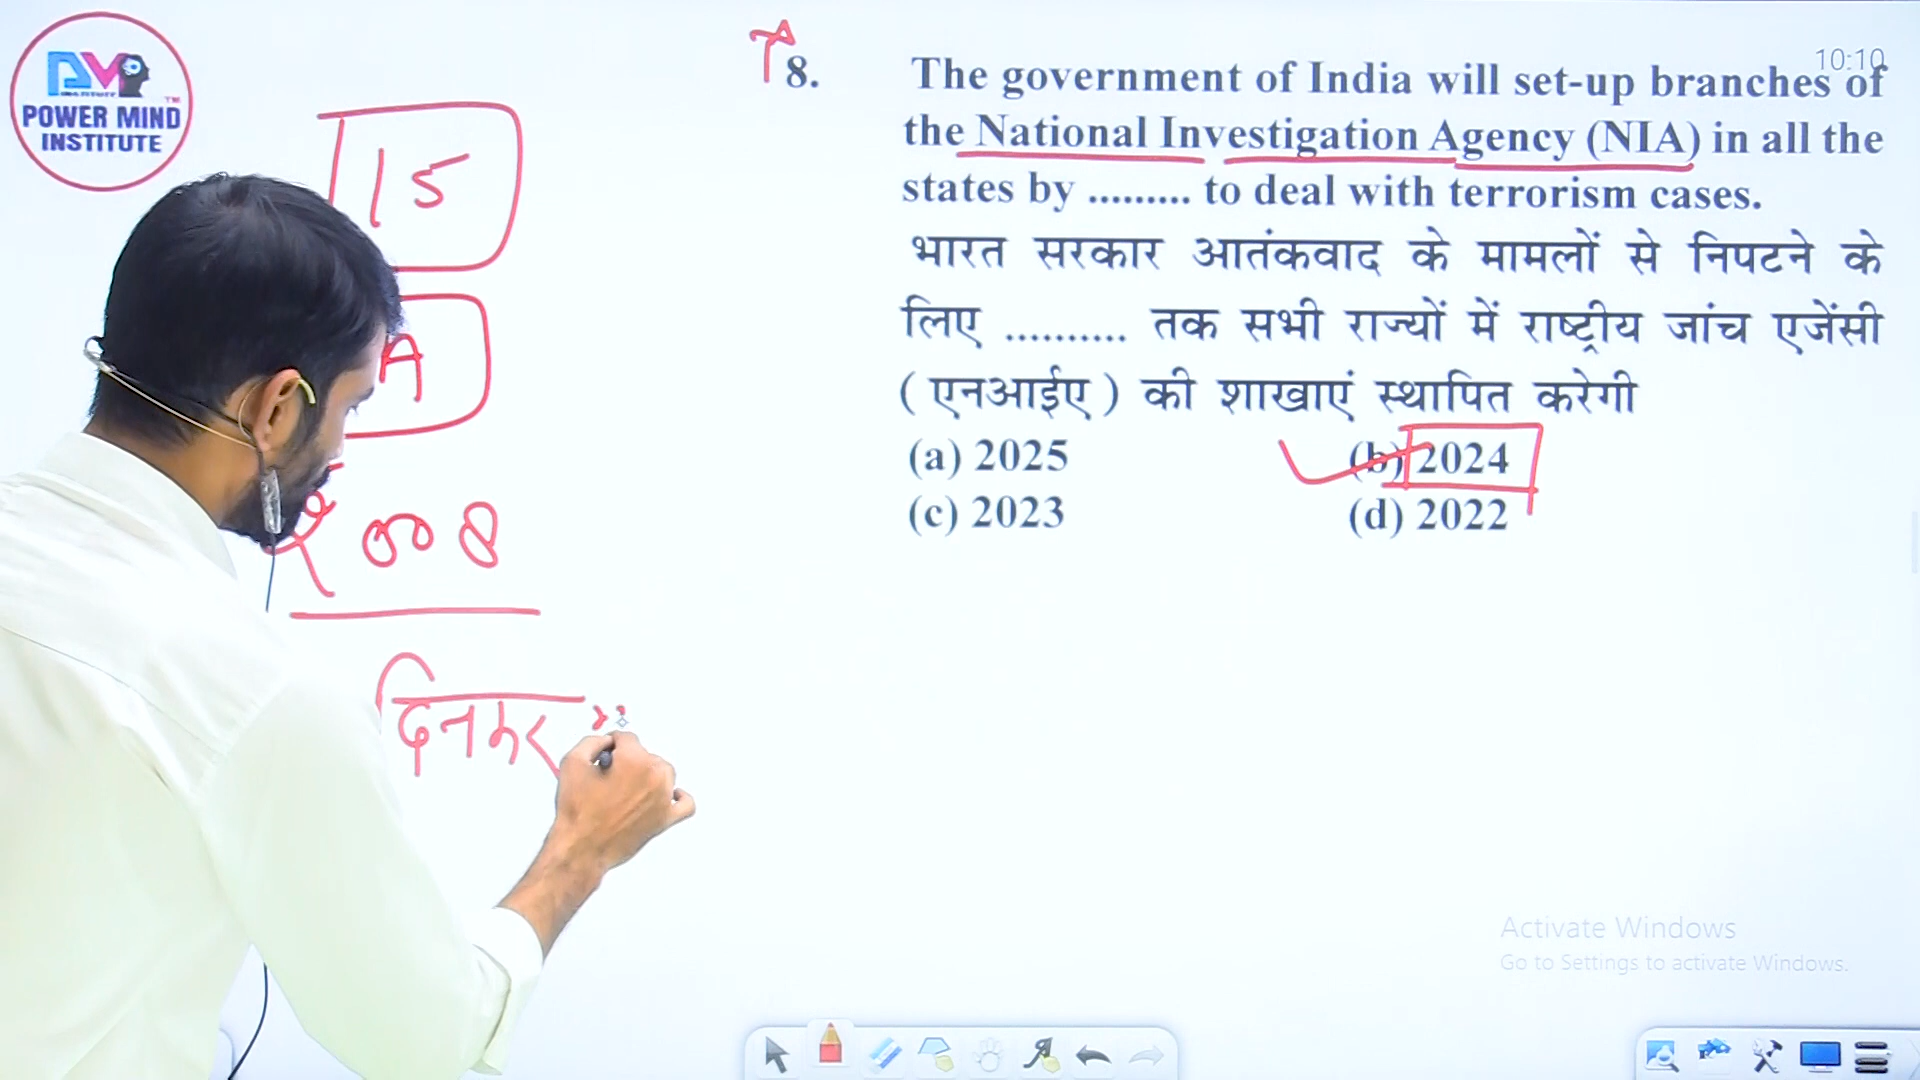 POWER MIND
INSTITUTE
10:10
8. The government of India will set-up branches of
the National Investigation Agency (NIA) in all the
states by ......... to deal with terrorism cases.
भारत सरकार आतंकवाद के मामलों से निपटने के
लिए .......... तक सभी राज्यों में राष्ट्रीय जांच एजेंसी
( एनआईए ) की शाखाएं स्थापित करेगी
(a) 2025 (b) 2024
(c) 2023 (d) 2022
15
A
दिनकर
Activate Windows
Go to Settings to activate Windows.